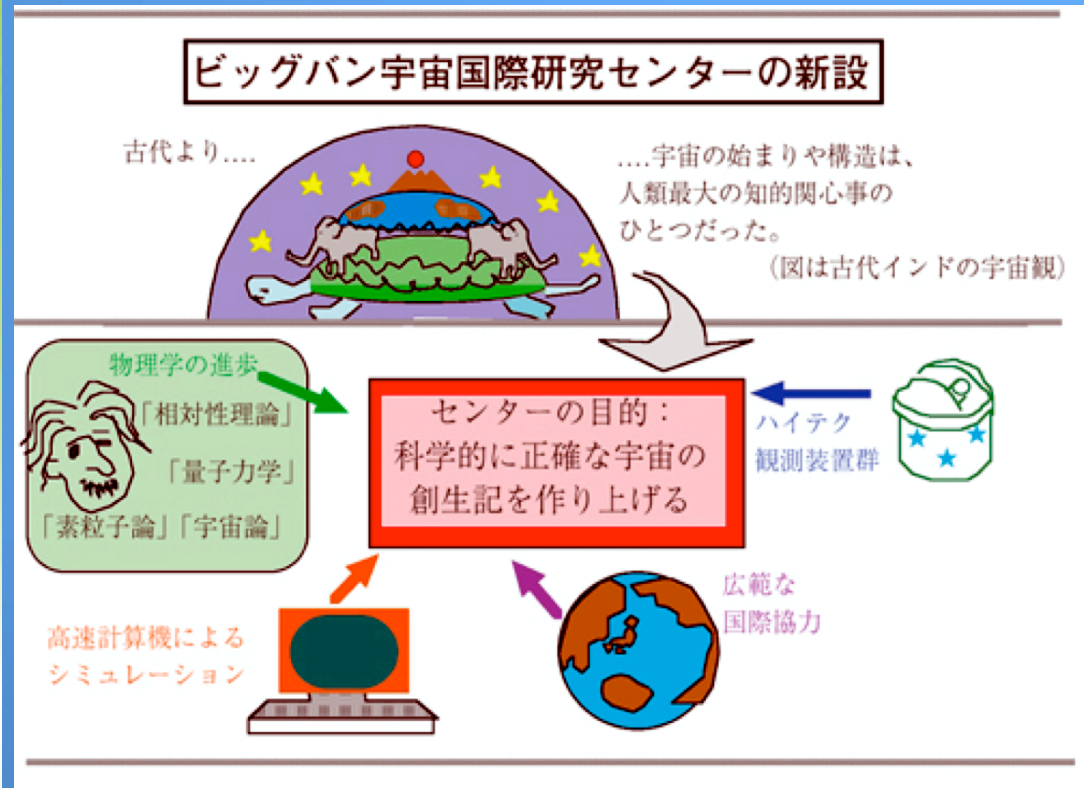 ビッグバン宇宙国際研究センターの新設
古代より....
....宇宙の始まりや構造は、
人類最大の知的関心事の
ひとつだった。
（図は古代インドの宇宙観）
物理学の進歩
「相対性理論」
「量子力学」
「素粒子論」「宇宙論」
センターの目的：
科学的に正確な宇宙の
創生記を作り上げる
ハイテク
観測装置群
高速計算機による
シミュレーション
広範な
国際協力